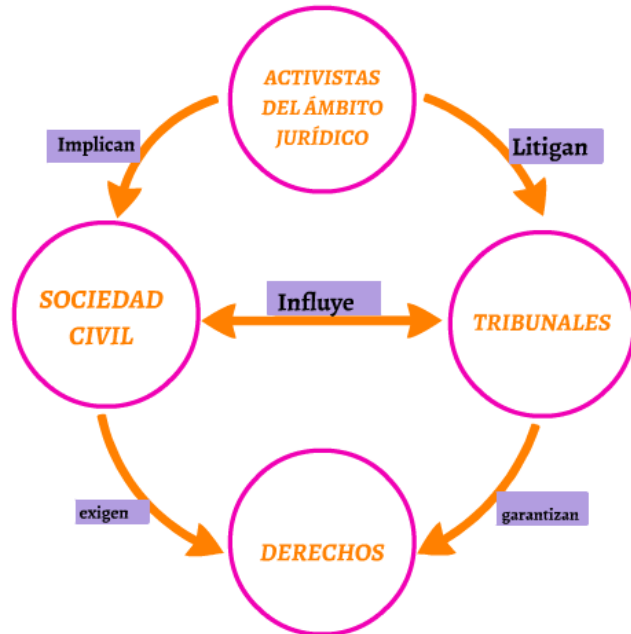 ACTIVISTAS
DEL ÁMBITO
JURÍDICO
Implican
Litigan
SOCIEDAD
CIVIL
Influye
TRIBUNALES
exigen
garantizan
DERECHOS